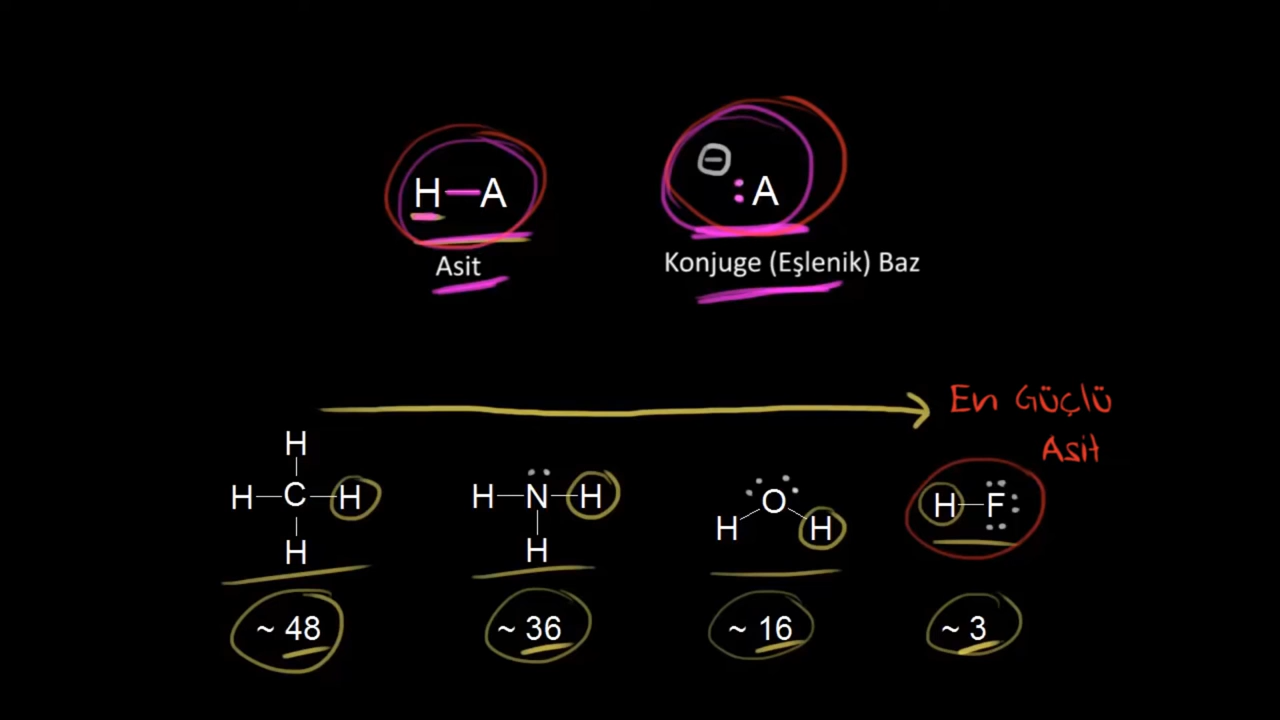 H—A
⊖
:A
Asit
Konjuge (Eşlenik) Baz
En Güçlü
Asit
H
H—C—H
H
H—N—H
H
O
H H
H—F
~ 48
~ 36
~ 16
~ 3